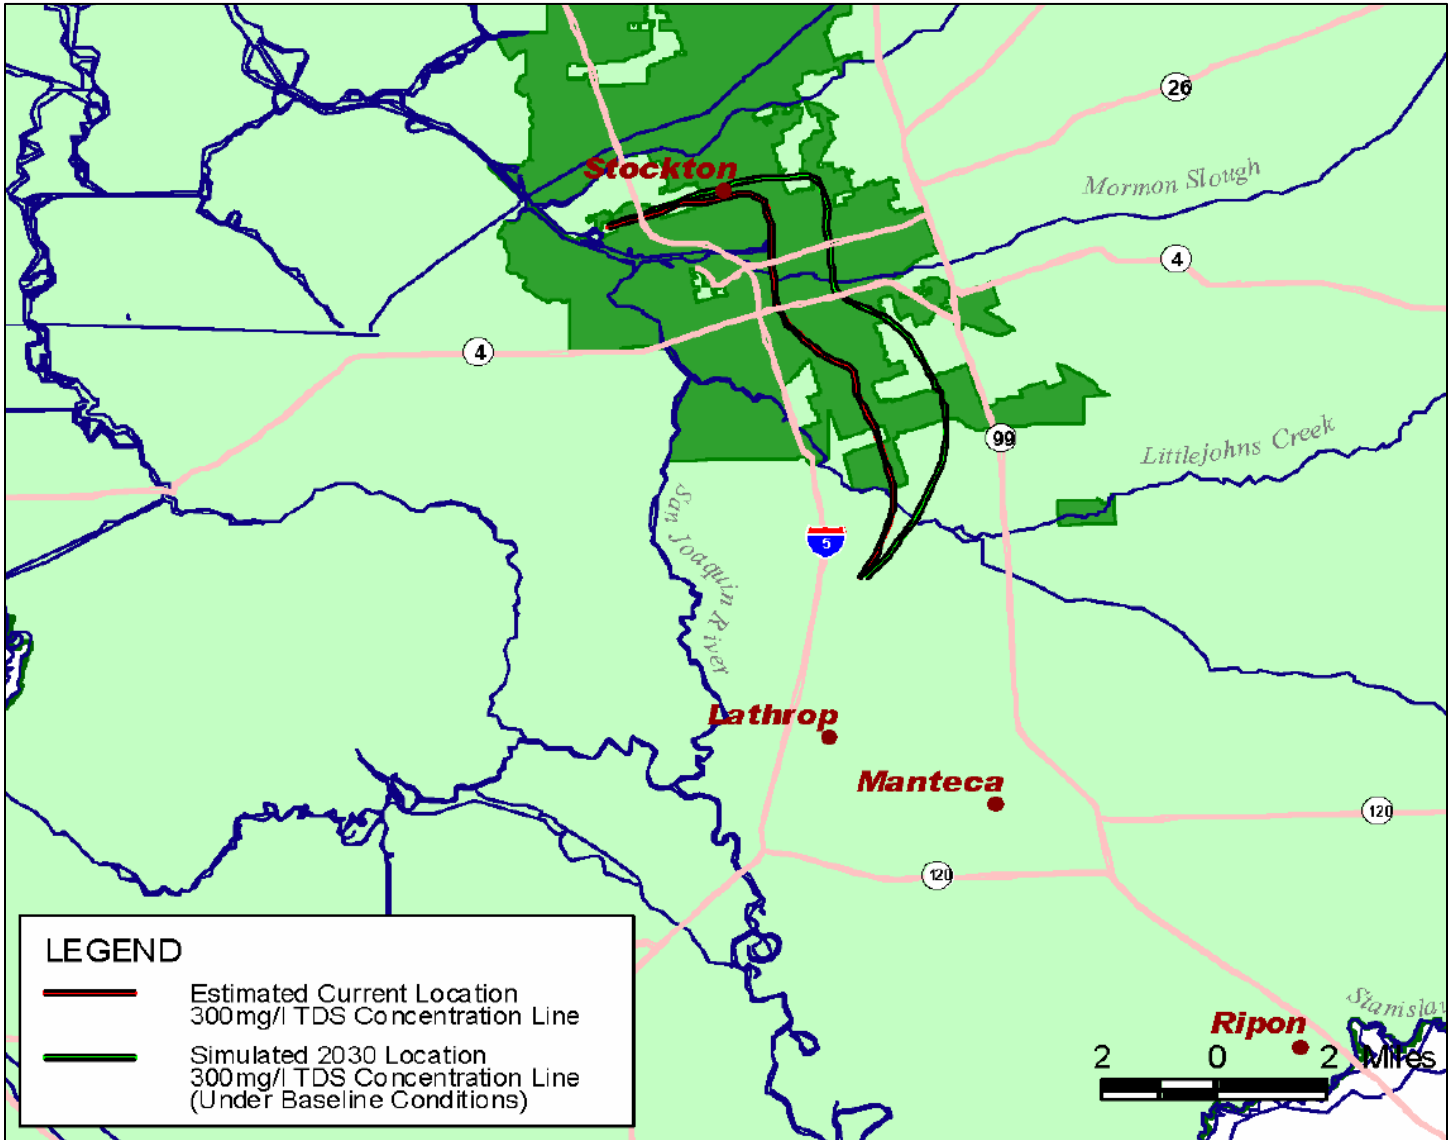 26
Stockton
Mormon Slough
4
4
99
Littlejohns Creek
San Joaquin River
5
Lathrop
Manteca
120
120
LEGEND
Estimated Current Location
300mg/l TDS Concentration Line
Simulated 2030 Location
300mg/l TDS Concentration Line
(Under Baseline Conditions)
Stanislav
Ripon
2 0 2 Miles